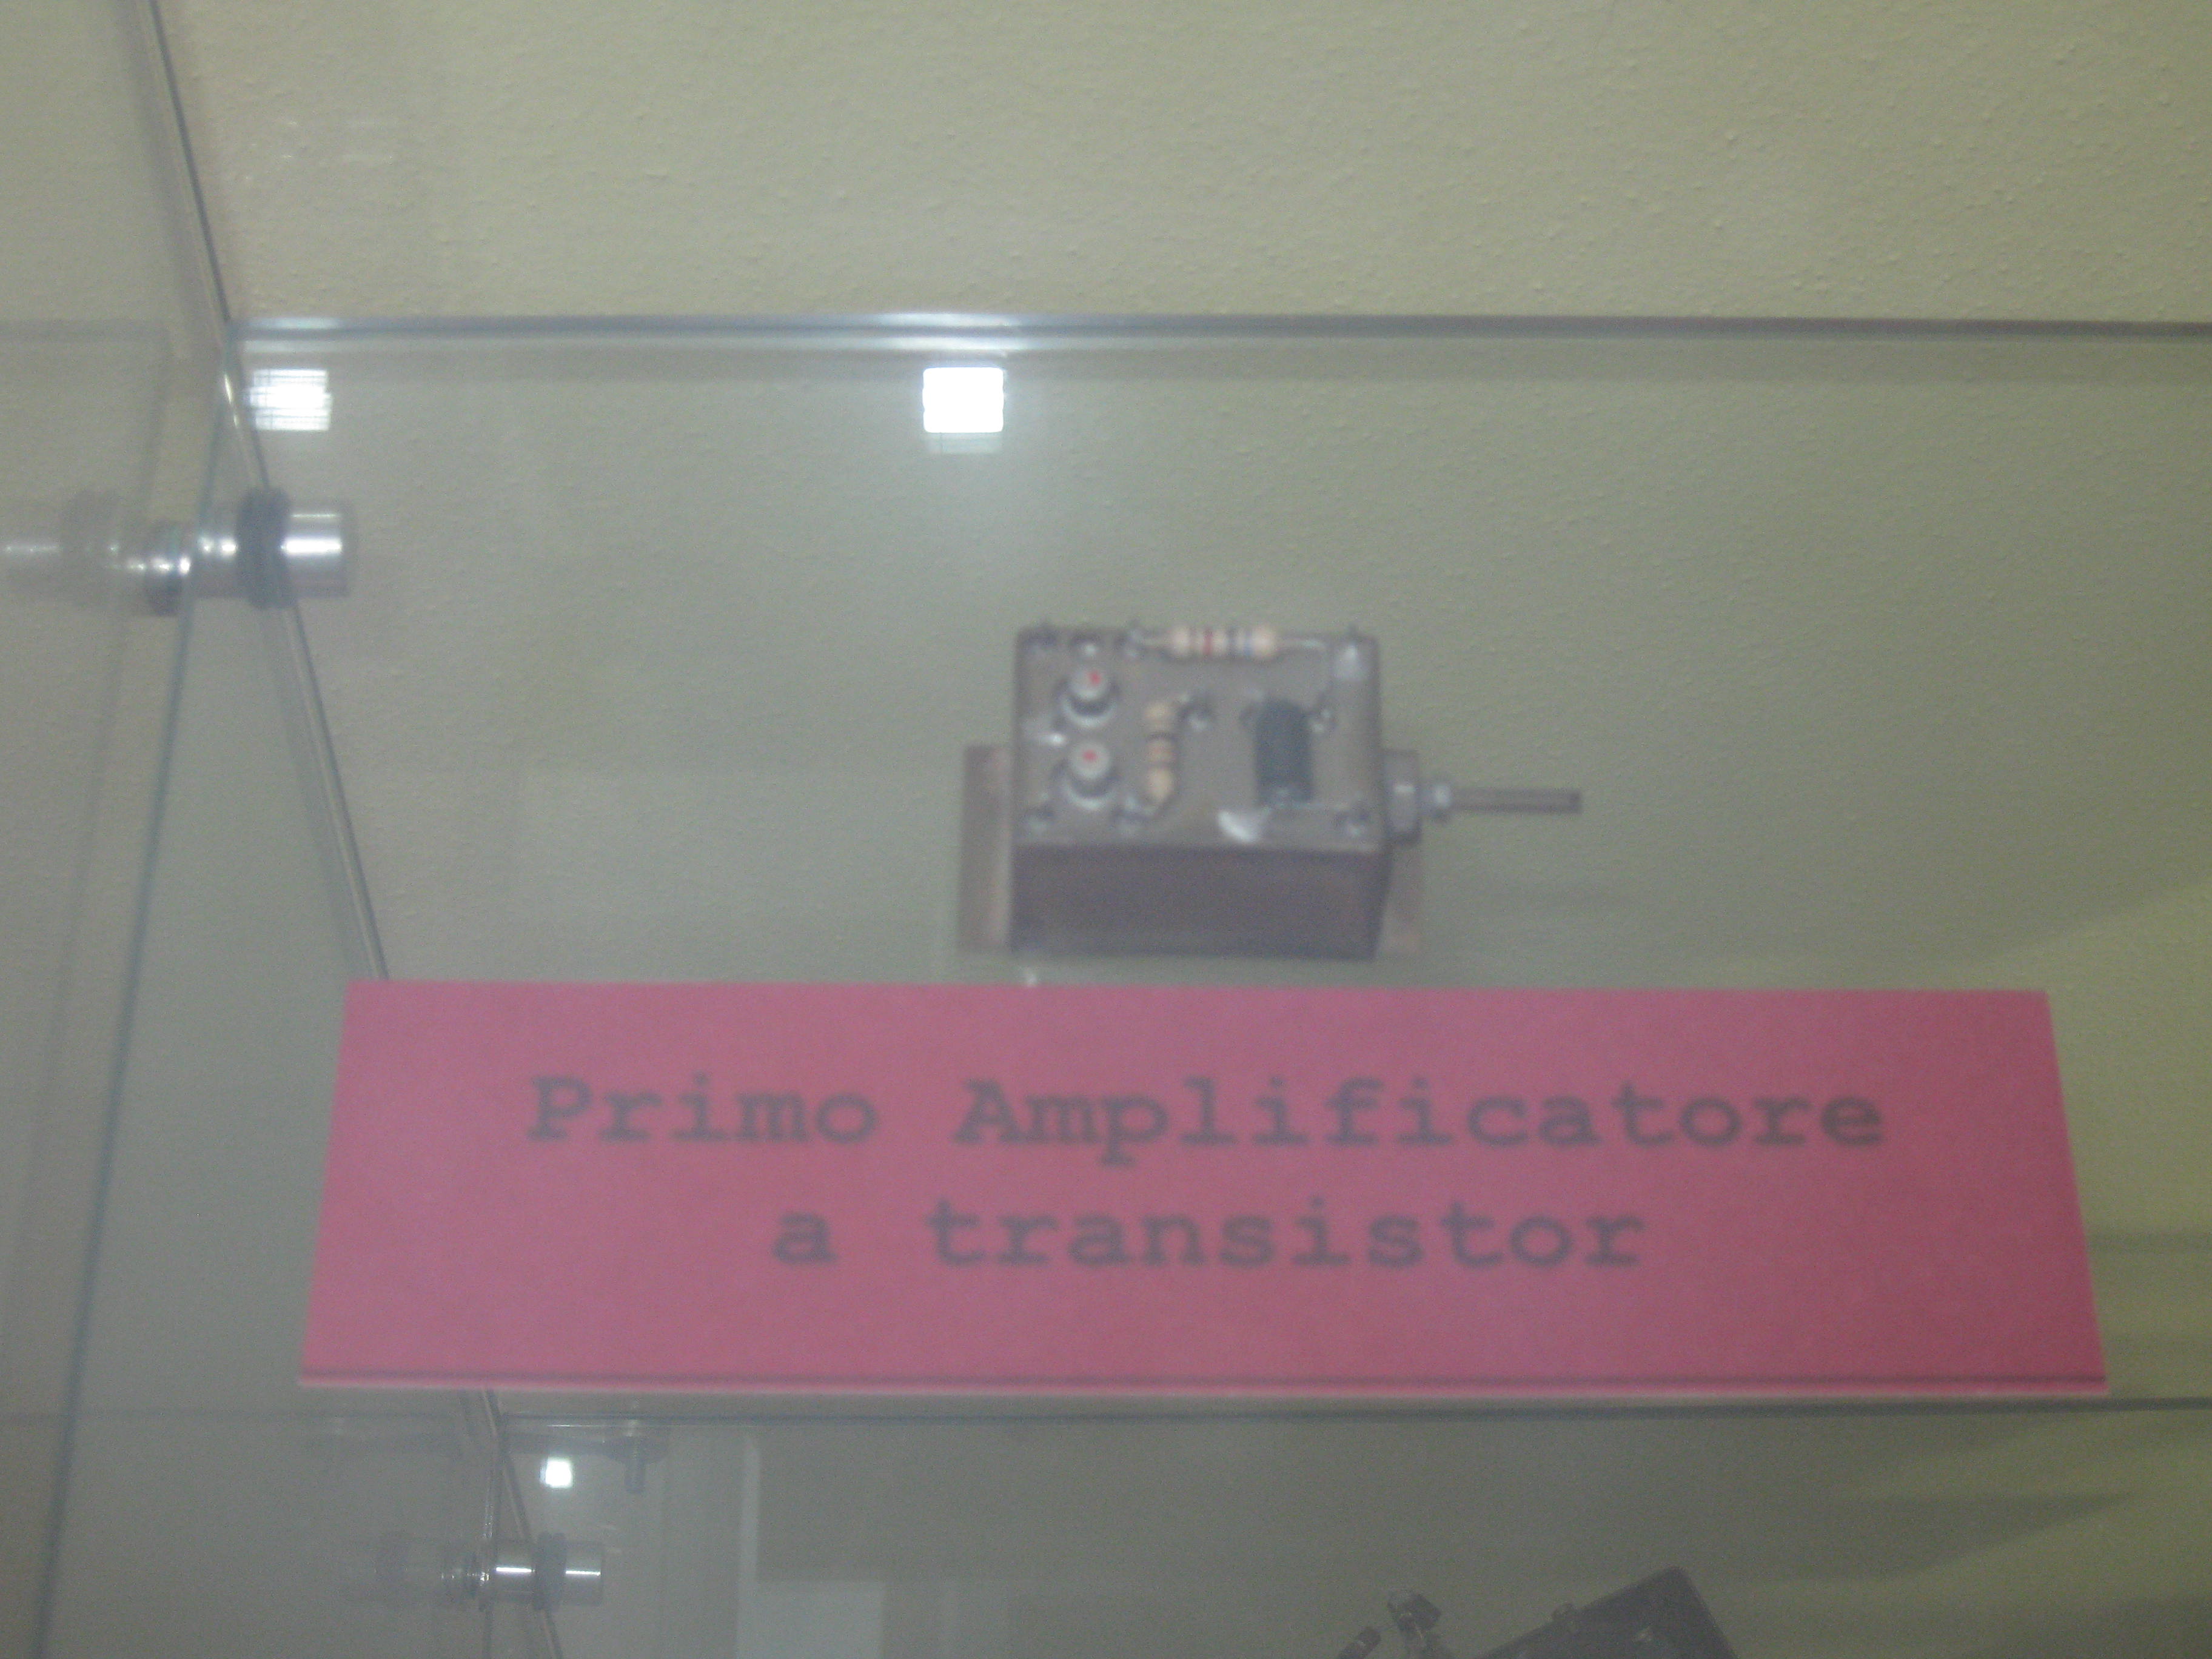 Primo Amplificatore
a transistor